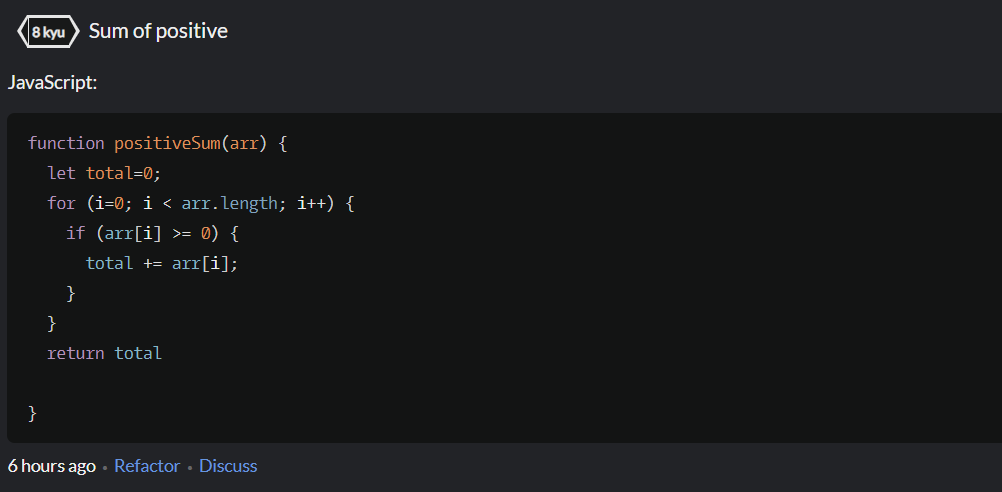 8 kyu Sum of positive
JavaScript:
function positiveSum(arr) {
  let total=0;
  for (i=0; i < arr.length; i++) {
    if (arr[i] >= 0) {
      total += arr[i];
    }
  }
  return total
}
6 hours ago • Refactor • Discuss